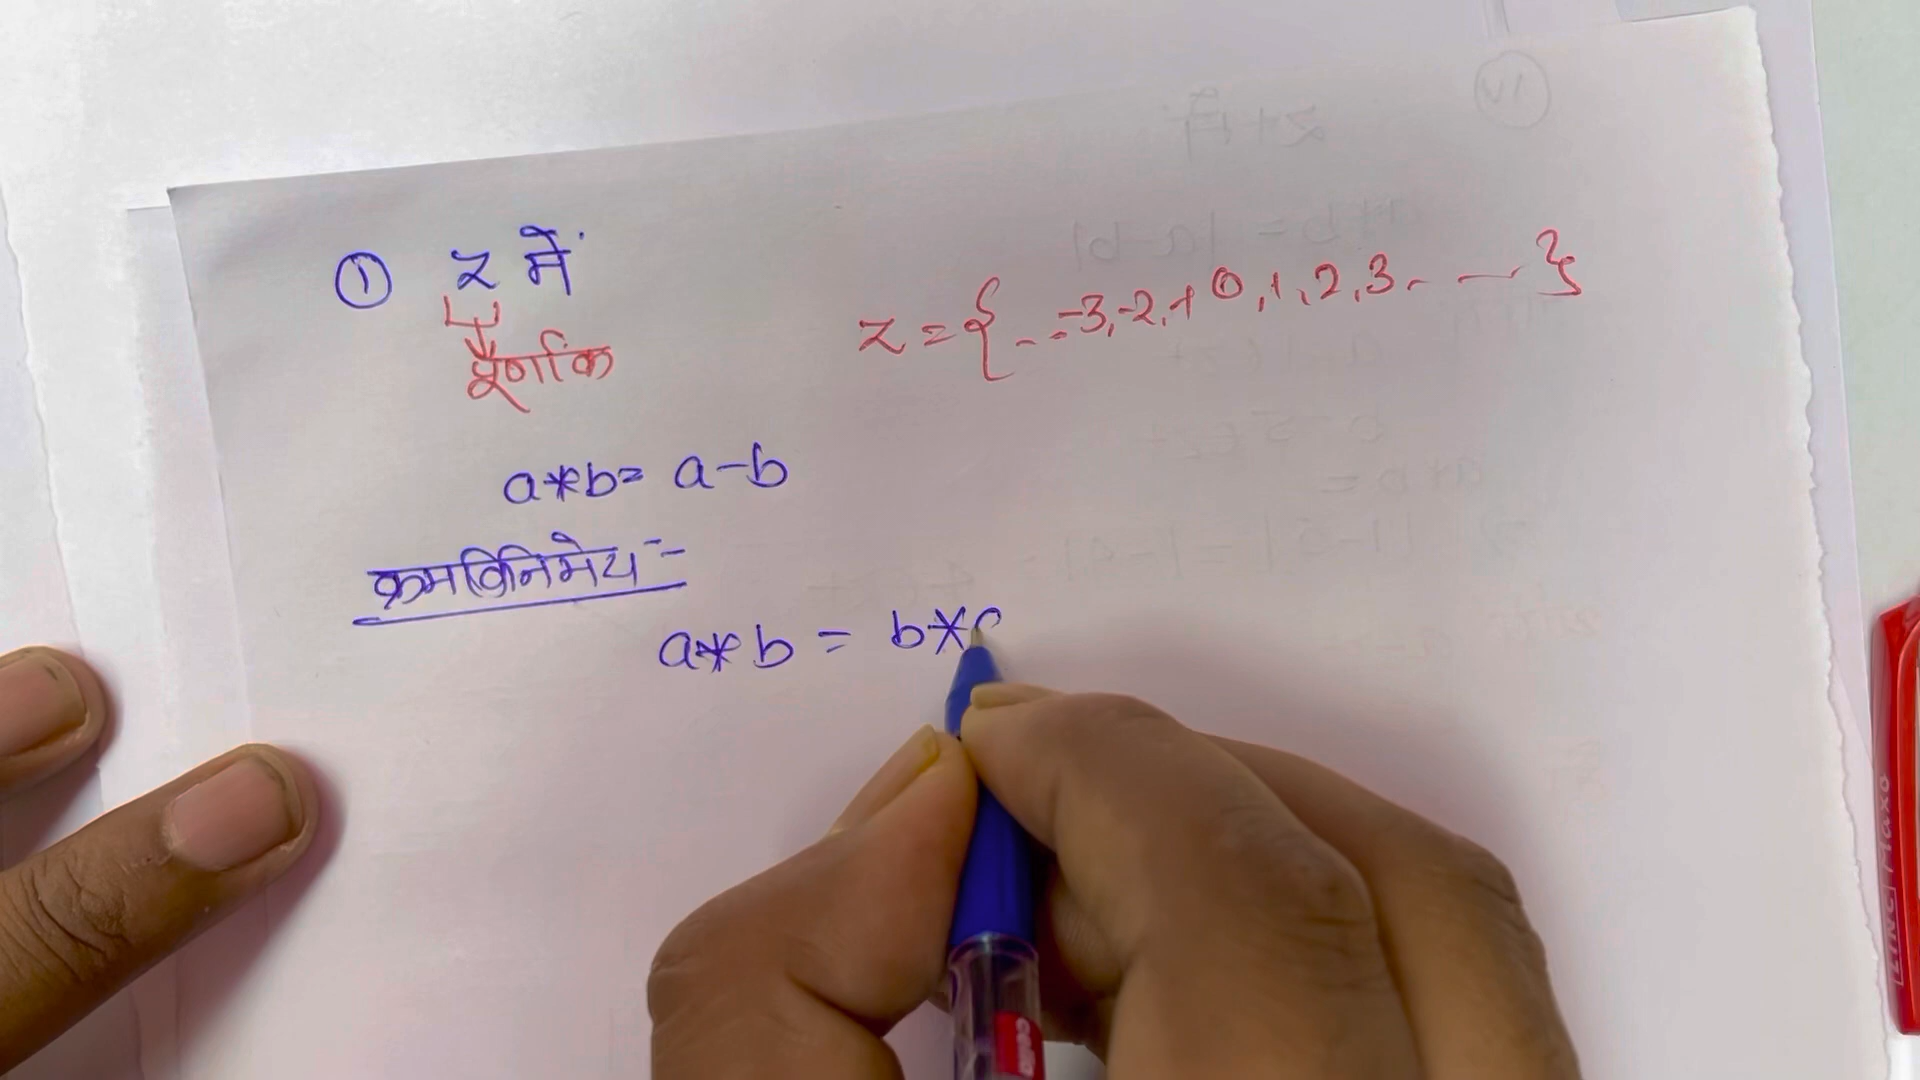 ① Z में
Z = {..-3,-2,-1 0,1,2,3. - — }
पूर्णांक
a*b= a-b
क्रमविनिमेय :-
a*b = b*a